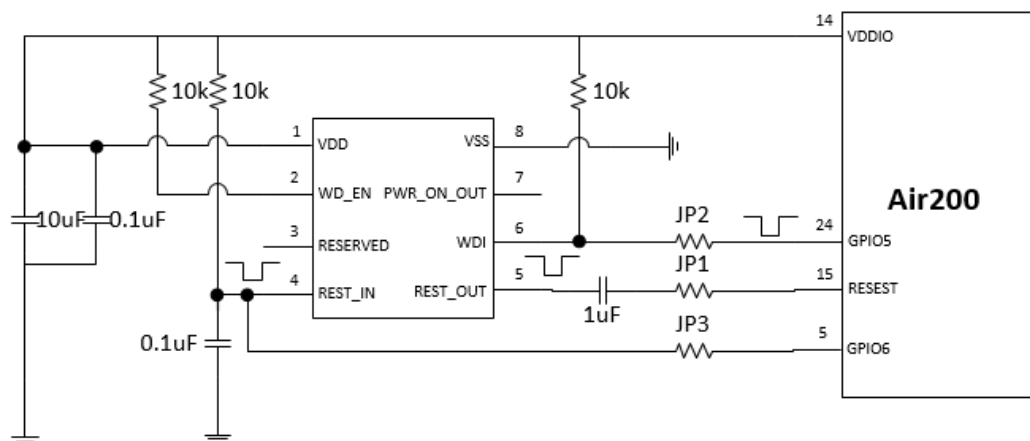 14
VDDIO
10k
10k
10k
1
VDD
VSS
8
2
WD_EN
PWR_ON_OUT
7
10uF
0.1uF
Air200
JP2
24
3
RESERVED
WDI
6
GPIO5
JP1
4
REST_IN
REST_OUT
5
15
RESEST
1uF
0.1uF
JP3
5
GPIO6